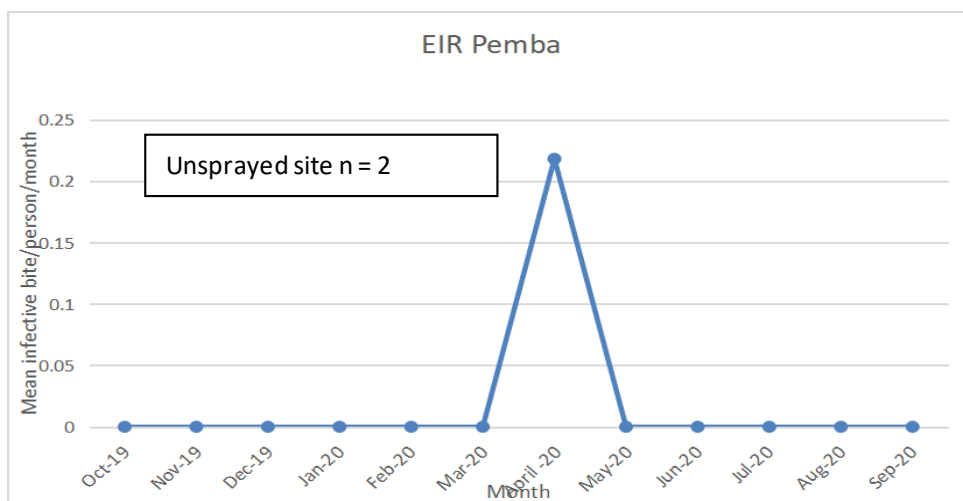 EIR Pemba
Mean infective bite/person/month
0.25
0.2
0.15
0.1
0.05
0
Unsprayed site n = 2
Oct-19
Nov-19
Dec-19
Jan-20
Feb-20
Mar-20
April -20
May-20
Jun-20
Jul-20
Aug-20
Sep-20
Month